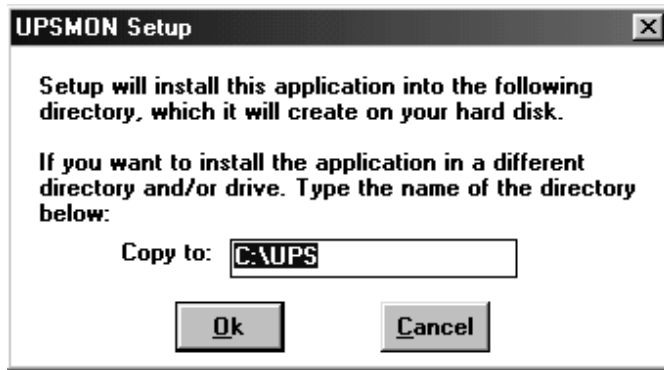 UPSMON Setup
Setup will install this application into the following
directory, which it will create on your hard disk.
If you want to install the application in a different
directory and/or drive. Type the name of the directory
below:
Copy to: C:\UPS
Ok Cancel